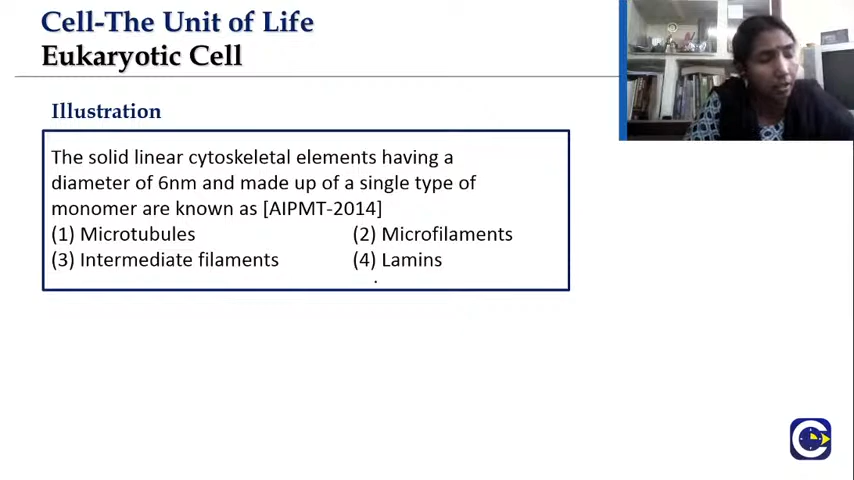 Cell-The Unit of Life
Eukaryotic Cell
Illustration
The solid linear cytoskeletal elements having a
diameter of 6nm and made up of a single type of
monomer are known as [AIPMT-2014]
(1) Microtubules (2) Microfilaments
(3) Intermediate filaments (4) Lamins